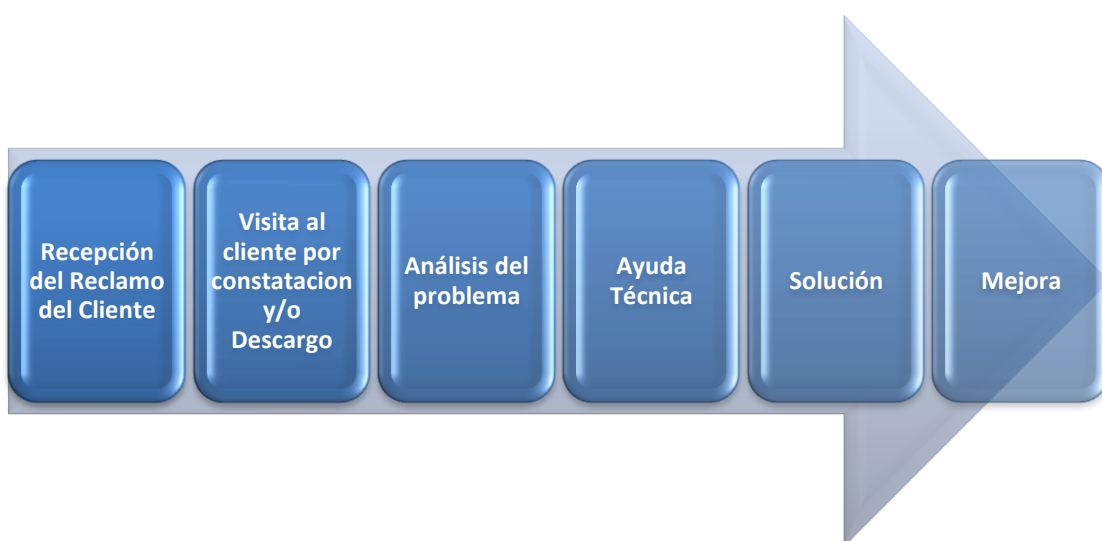 Recepción
del Reclamo
del Cliente
Visita al
cliente por
constatacion
y/o
Descargo
Análisis del
problema
Ayuda
Técnica
Solución
Mejora